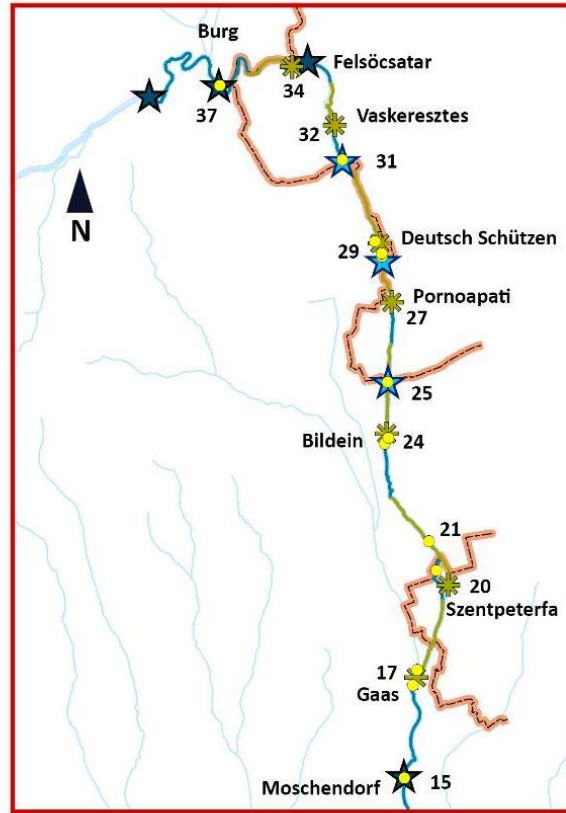 Burg
Felsöcsatar
34
37
Vaskeresztes
32
31
Deutsch Schützen
29
Pornoapati
27
25
Bildein
24
21
20
Szentpeterfa
17
Gaas
Moschendorf
15
N